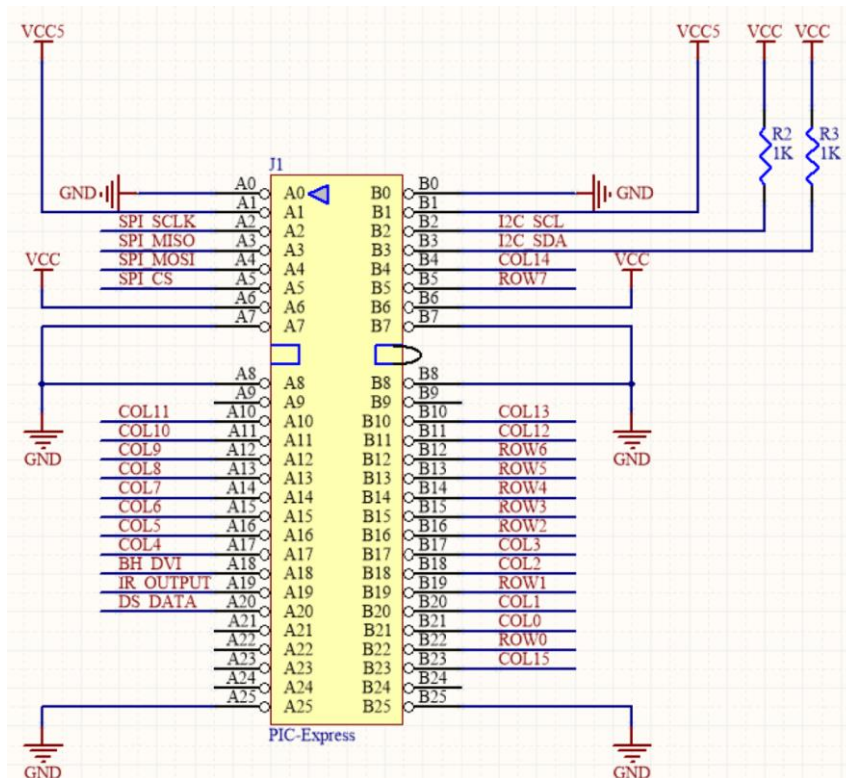 VCC5 VCC5 VCC VCC
R2 R3
1K 1K
J1
A0 A0 B0 B0
GND GND
A1 A1 B1 B1
SPI_SCLK A2 A2 B2 B2 I2C_SCL
SPI_MISO A3 A3 B3 B3 I2C_SDA
SPI_MOSI A4 A4 B4 B4 COL14
SPI_CS A5 A5 B5 B5 ROW7
VCC VCC
A6 A6 B6 B6
A7 A7 B7 B7
A8 A8 B8 B8
A9 A9 B9 B9
COL11 A10 A10 B10 B10 COL13
COL10 A11 A11 B11 B11 COL12
COL9 A12 A12 B12 B12 ROW6
GND GND
COL8 A13 A13 B13 B13 ROW5
COL7 A14 A14 B14 B14 ROW4
COL6 A15 A15 B15 B15 ROW3
COL5 A16 A16 B16 B16 ROW2
COL4 A17 A17 B17 B17 COL3
BH_DVI A18 A18 B18 B18 COL2
IR_OUTPUT A19 A19 B19 B19 ROW1
DS_DATA A20 A20 B20 B20 COL1
A21 A21 B21 B21 COL0
A22 A22 B22 B22 ROW0
A23 A23 B23 B23 COL15
A24 A24 B24 B24
A25 A25 B25 B25
PIC-Express
GND GND